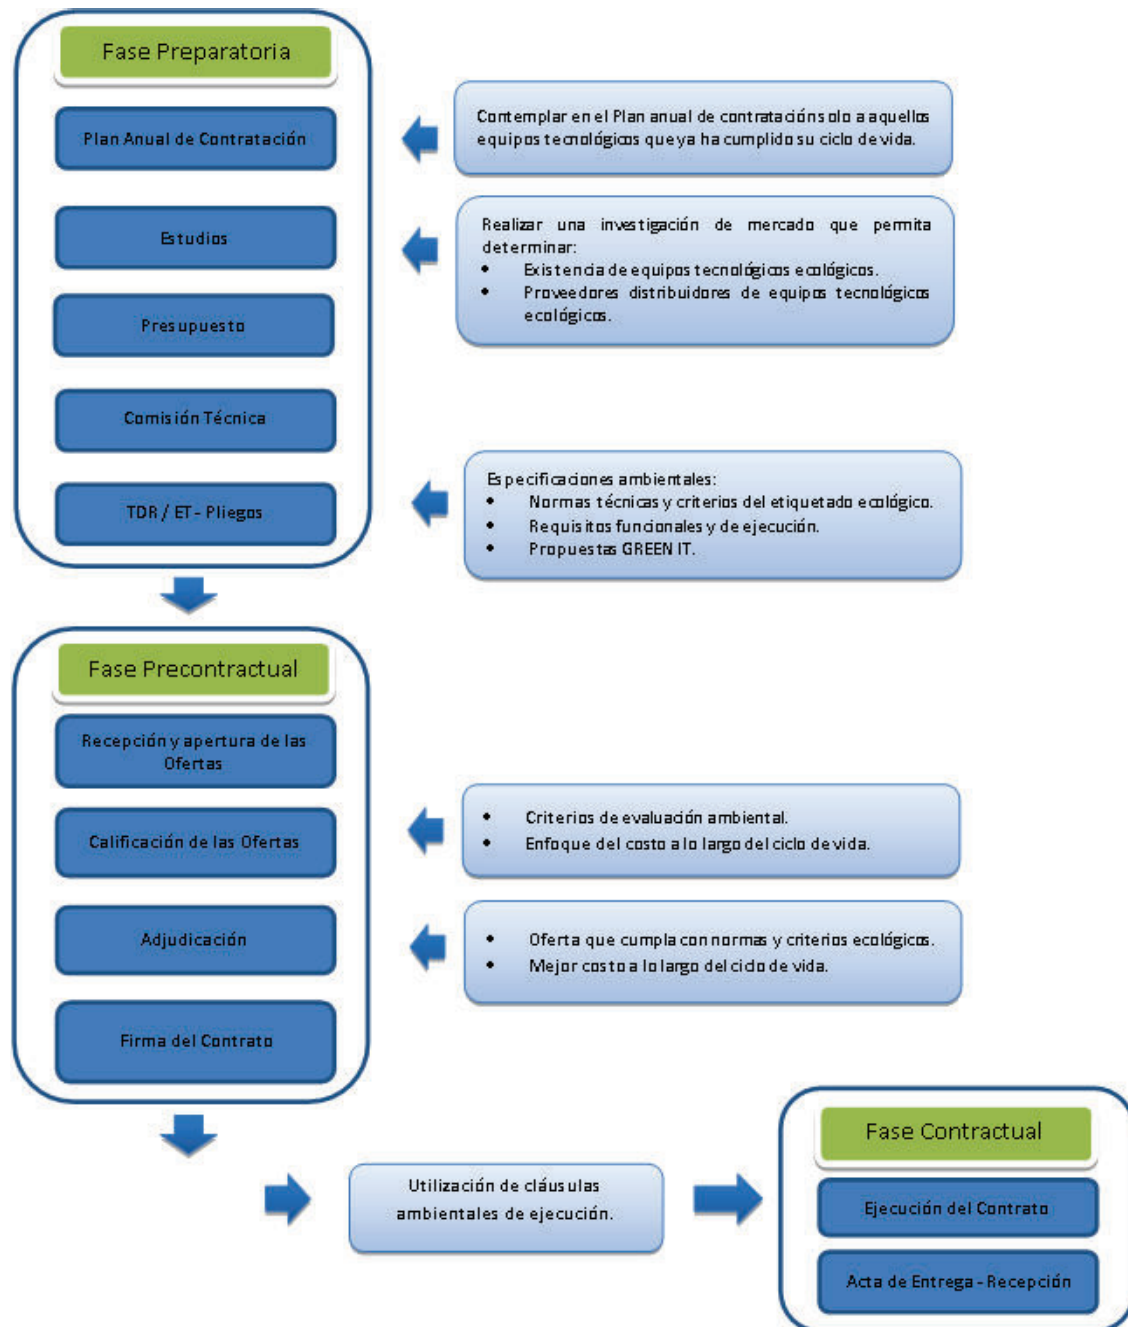 Fase Preparatoria
Plan Anual de Contratación
Contemplar en el Plan anual de contratación solo a aquellos
equipos tecnológicos que ya ha cumplido su ciclo de vida.
Estudios
Realizar una investigación de mercado que permita
determinar:
• Existencia de equipos tecnológicos ecológicos.
• Proveedores distribuidores de equipos tecnológicos
ecológicos.
Presupuesto
Comisión Técnica
TDR / ET - Pliegos
Especificaciones ambientales:
• Normas técnicas y criterios del etiquetado ecológico.
• Requisitos funcionales y de ejecución.
• Propuestas GREEN IT.
Fase Precontractual
Recepción y apertura de las
Ofertas
Calificación de las Ofertas
• Criterios de evaluación ambiental.
• Enfoque del costo a lo largo del ciclo de vida.
Adjudicación
• Oferta que cumpla con normas y criterios ecológicos.
• Mejor costo a lo largo del ciclo de vida.
Firma del Contrato
Utilización de cláusulas
ambientales de ejecución.
Fase Contractual
Ejecución del Contrato
Acta de Entrega - Recepción